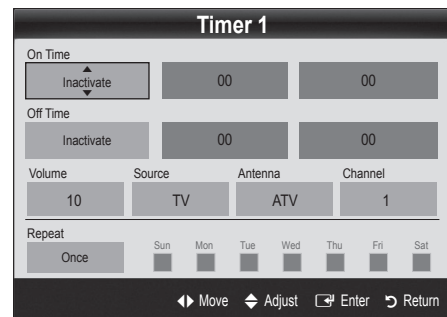 Timer 1
On Time
Inactivate 00 00
Off Time
Inactivate 00 00
Volume Source Antenna Channel
10 TV ATV 1
Repeat
Sun Mon Tue Wed Thu Fri Sat
Once
Move Adjust Enter Return